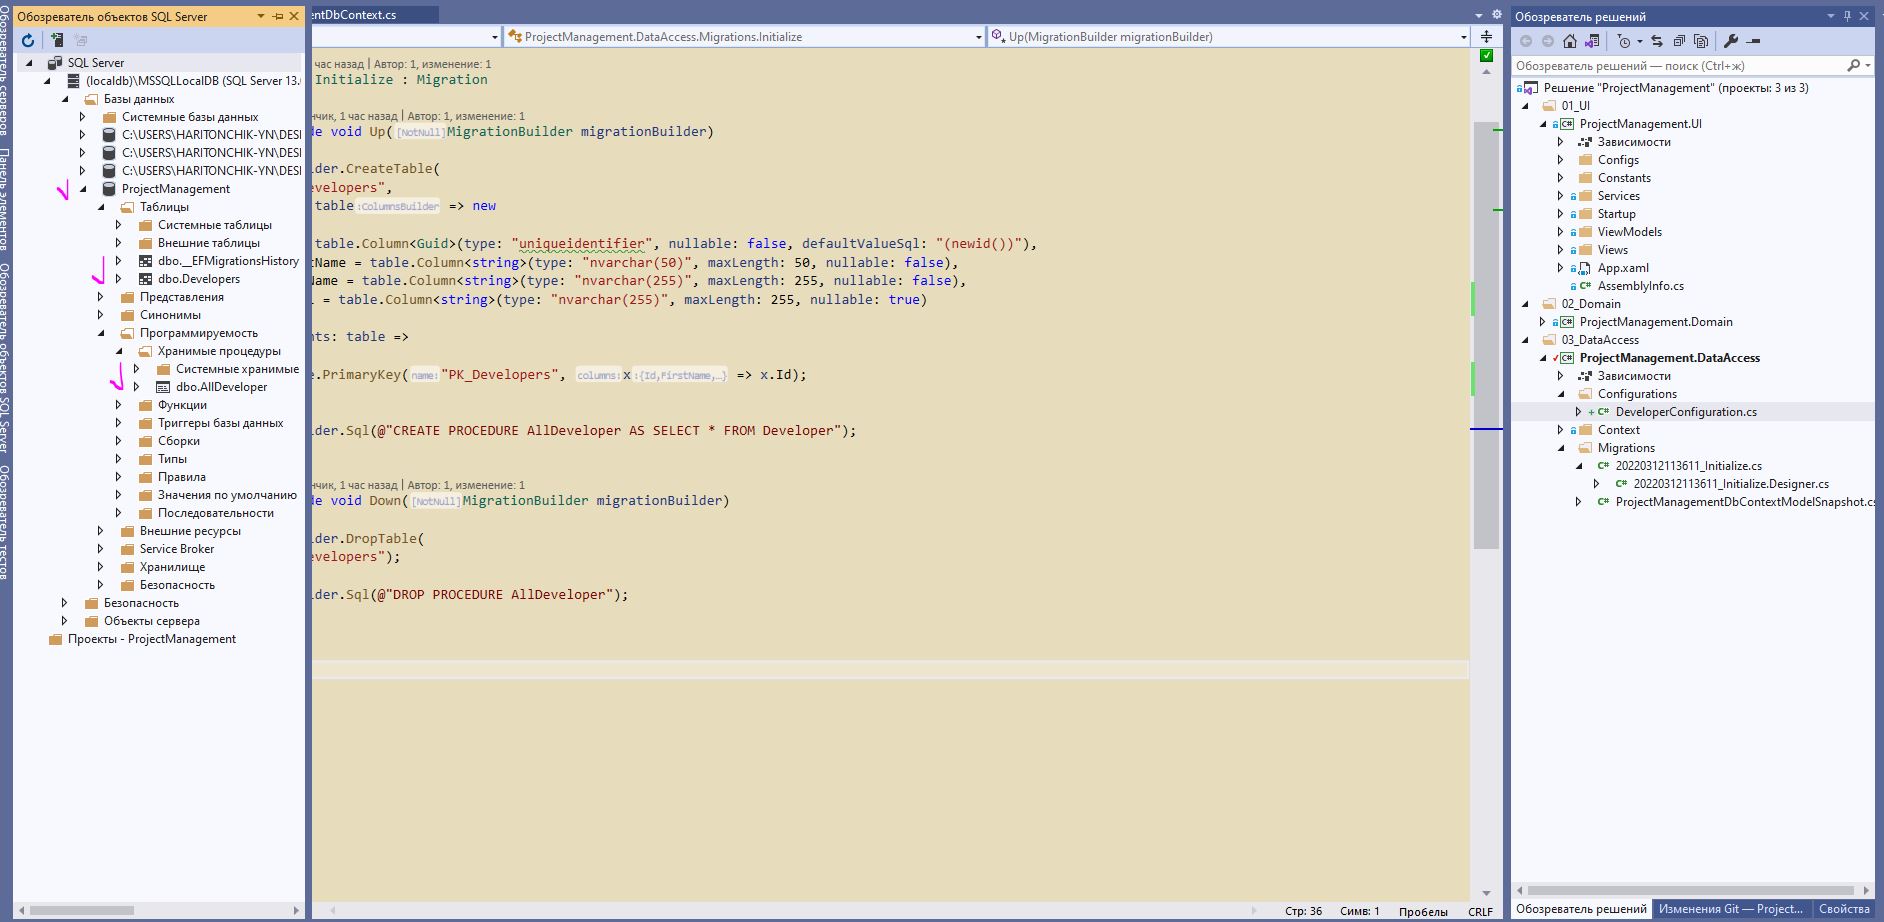 Обозреватель серверов
Панель элементов
Обозреватель объектов SQL Server
Обозреватель тестов
Обозреватель объектов SQL Server
SQL Server
(localdb)\MSSQLLocalDB (SQL Server 13.
Базы данных
Системные базы данных
C:\USERS\HARITONCHIK-YN\DESI
C:\USERS\HARITONCHIK-YN\DESI
C:\USERS\HARITONCHIK-YN\DESI
ProjectManagement
Таблицы
Системные таблицы
Внешние таблицы
dbo.__EFMigrationsHistory
dbo.Developers
Представления
Синонимы
Программируемость
Хранимые процедуры
Системные хранимые
dbo.AllDeveloper
Функции
Триггеры базы данных
Сборки
Типы
Правила
Значения по умолчанию
Последовательности
Внешние ресурсы
Service Broker
Хранилище
Безопасность
Безопасность
Объекты сервера
Проекты - ProjectManagement
entDbContext.cs
ProjectManagement.DataAccess.Migrations.Initialize
Up(MigrationBuilder migrationBuilder)
час назад | Автор: 1, изменение: 1
Initialize : Migration
нчик, 1 час назад | Автор: 1, изменение: 1
de void Up([NotNull]MigrationBuilder migrationBuilder)
lder.CreateTable(
evelopers",
table:ColumnsBuilder => new
table.Column<Guid>(type: "uniqueidentifier", nullable: false, defaultValueSql: "(newid())"),
tName = table.Column<string>(type: "nvarchar(50)", maxLength: 50, nullable: false),
Name = table.Column<string>(type: "nvarchar(255)", maxLength: 255, nullable: false),
l = table.Column<string>(type: "nvarchar(255)", maxLength: 255, nullable: true)
nts: table =>
e.PrimaryKey(name:"PK_Developers", columns:x:{Id,FirstName,…} => x.Id);
lder.Sql(@"CREATE PROCEDURE AllDeveloper AS SELECT * FROM Developer");
нчик, 1 час назад | Автор: 1, изменение: 1
de void Down([NotNull]MigrationBuilder migrationBuilder)
lder.DropTable(
evelopers");
lder.Sql(@"DROP PROCEDURE AllDeveloper");
Стр: 36 Симв: 1 Пробелы CRLF
Обозреватель решений
Обозреватель решений — поиск (Ctrl+ж)
Решение "ProjectManagement" (проекты: 3 из 3)
01_UI
ProjectManagement.UI
Зависимости
Configs
Constants
Services
Startup
ViewModels
Views
App.xaml
AssemblyInfo.cs
02_Domain
ProjectManagement.Domain
03_DataAccess
ProjectManagement.DataAccess
Зависимости
Configurations
DeveloperConfiguration.cs
Context
Migrations
20220312113611_Initialize.cs
20220312113611_Initialize.Designer.cs
ProjectManagementDbContextModelSnapshot.cs
Обозреватель решений Изменения Git — Project... Свойства